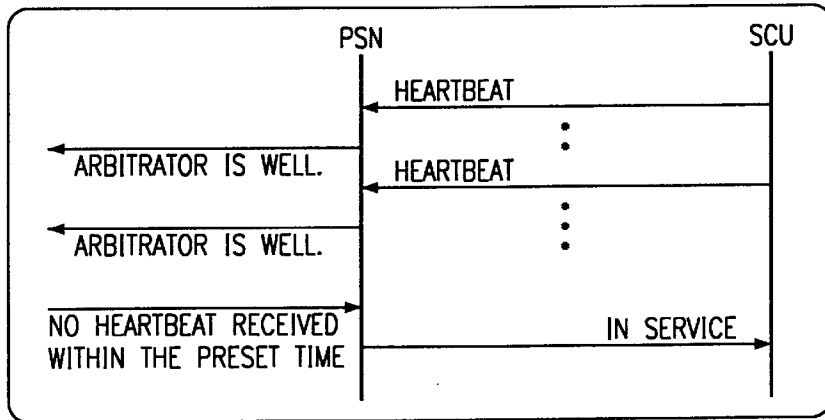 PSN
SCU
HEARTBEAT
ARBITRATOR IS WELL.
HEARTBEAT
ARBITRATOR IS WELL.
NO HEARTBEAT RECEIVED
WITHIN THE PRESET TIME
IN SERVICE